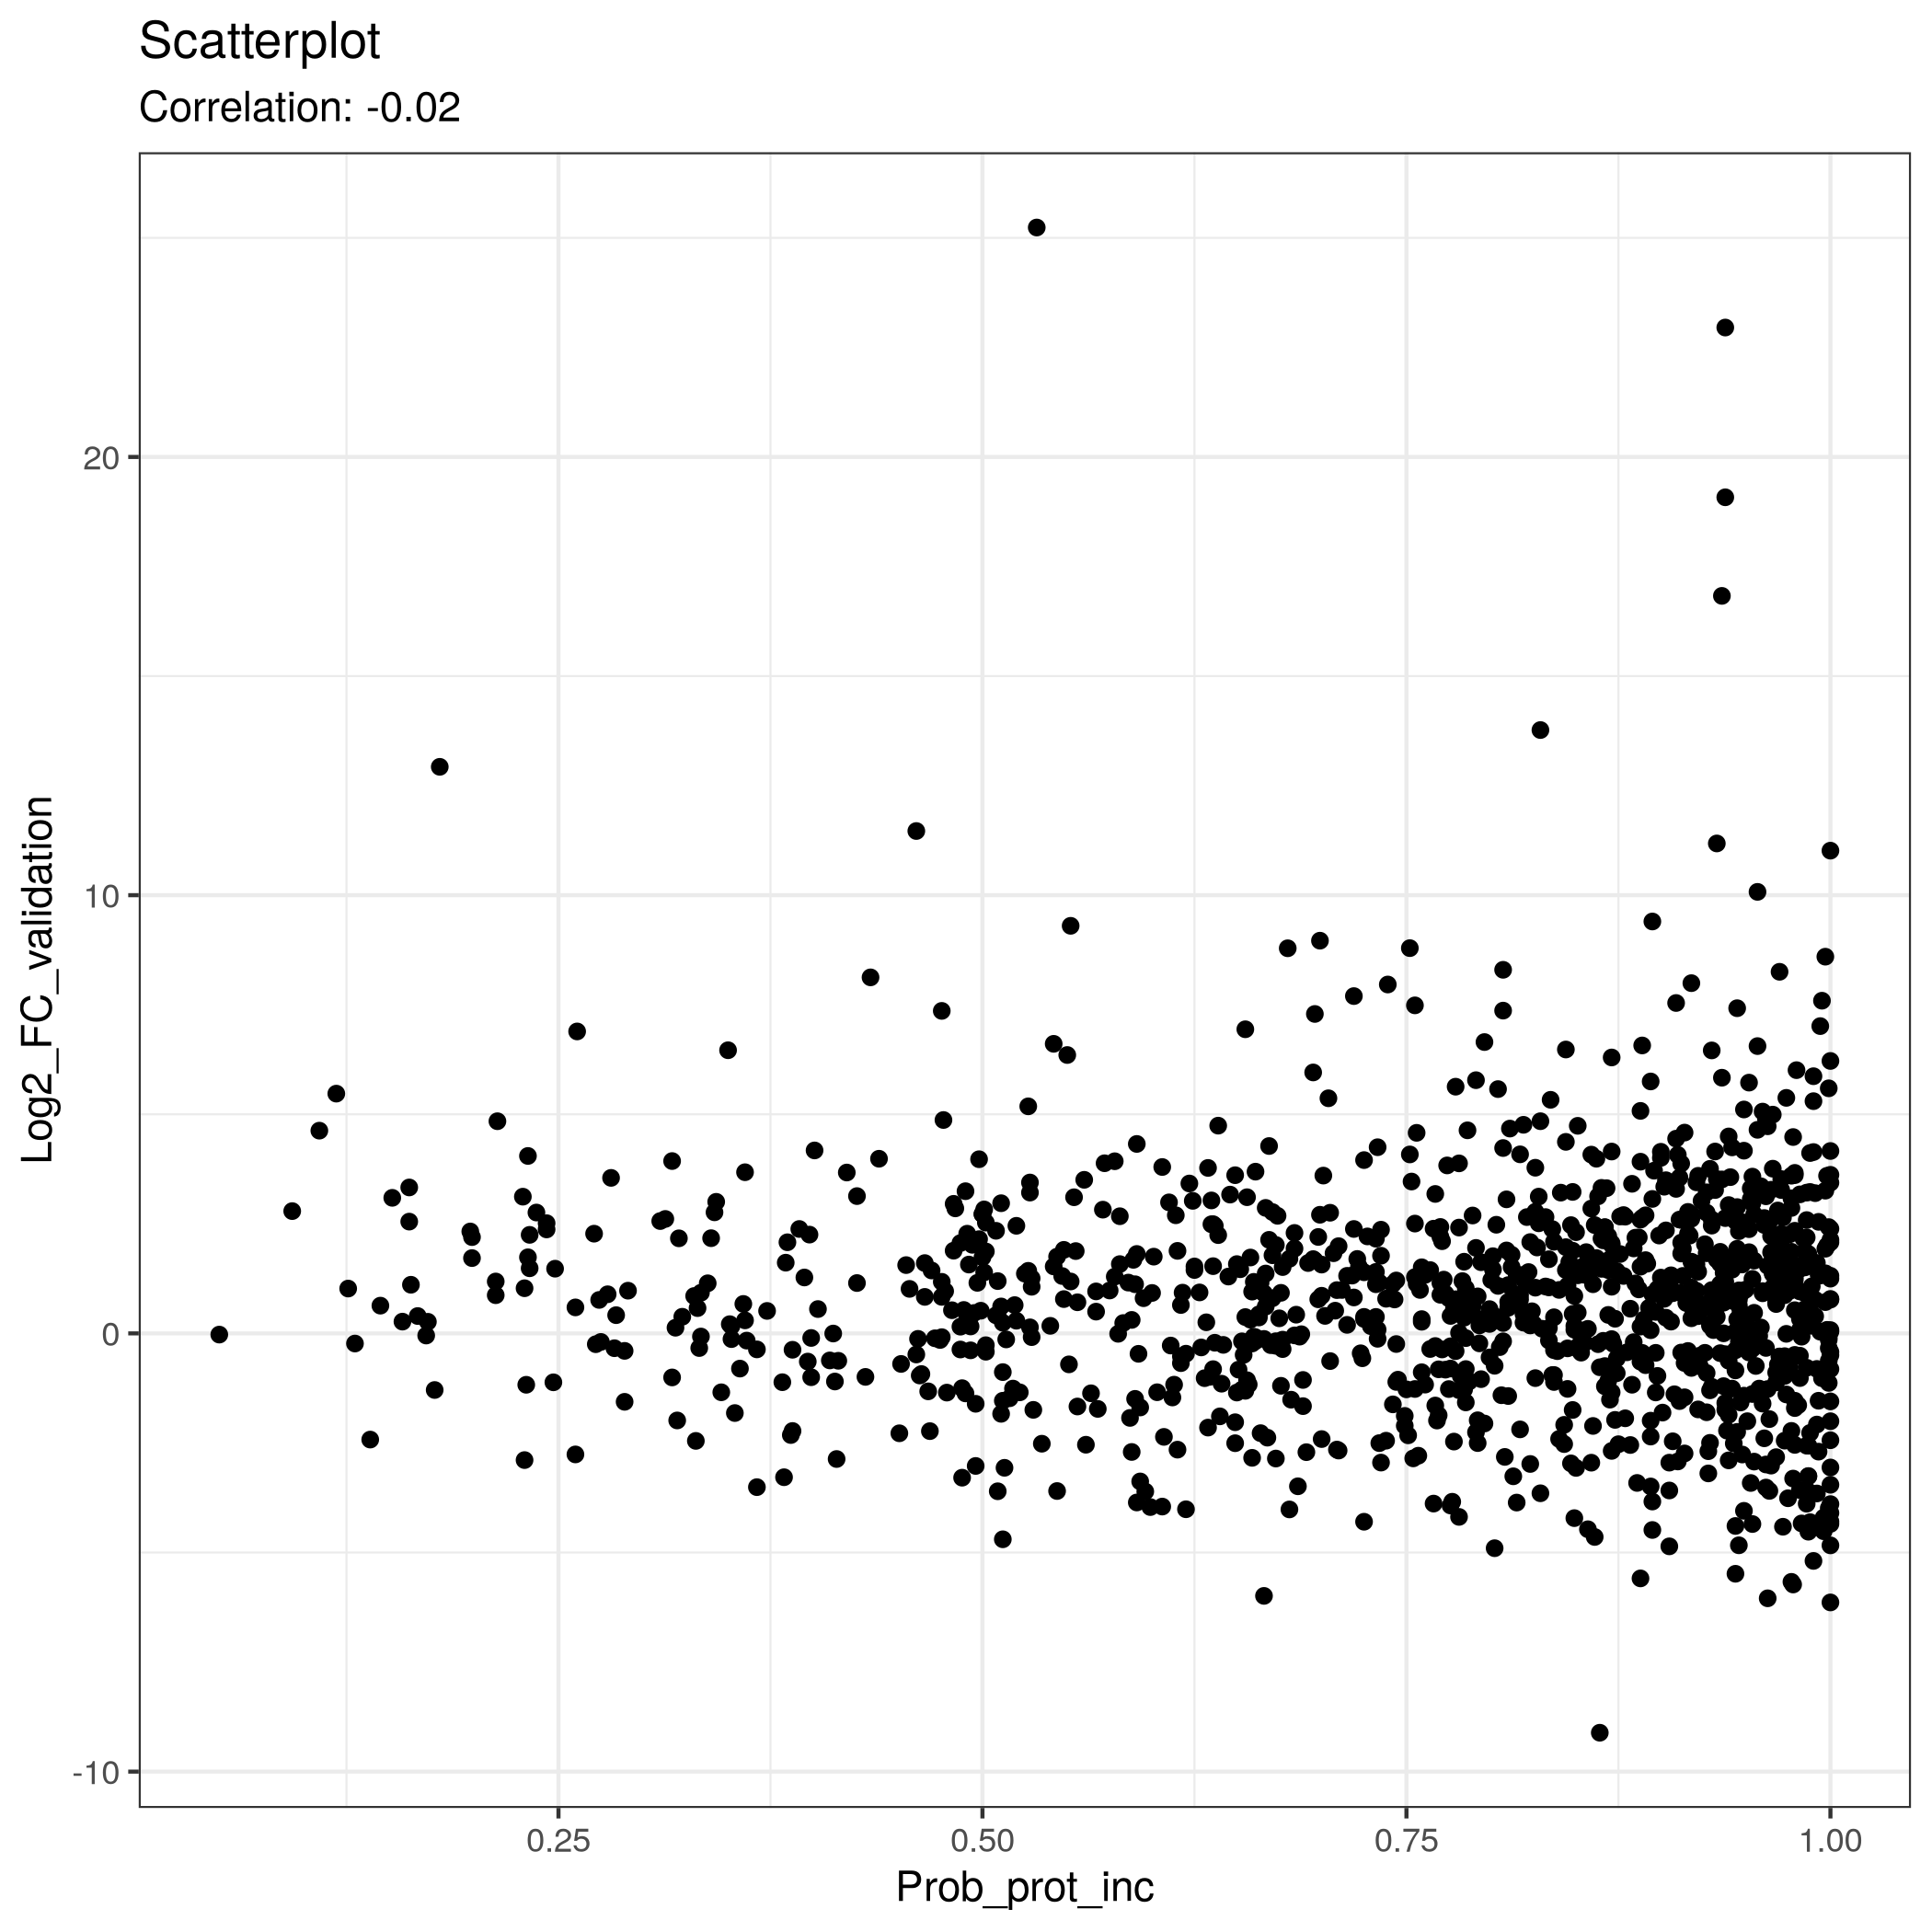 Scatterplot
Correlation: -0.02
Log2_FC_validation
20
10
0
-10
0.25
0.50
0.75
1.00
Prob_prot_inc